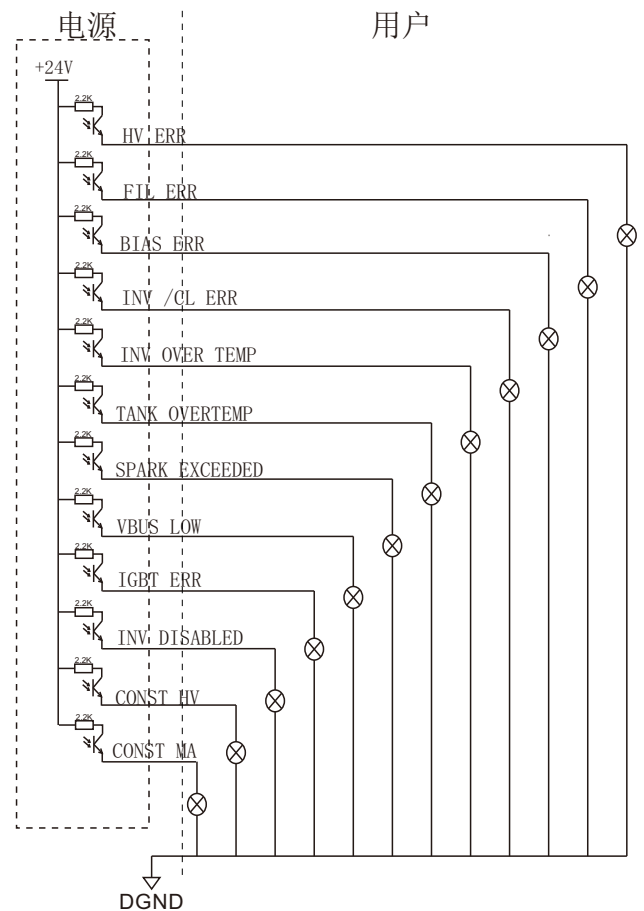 电源 用户
+24V
2.2K
HV ERR
2.2K
FIL ERR
2.2K
BIAS ERR
2.2K
INV /CL ERR
2.2K
INV OVER TEMP
2.2K
TANK OVERTEMP
2.2K
SPARK EXCEEDED
2.2K
VBUS LOW
2.2K
IGBT ERR
2.2K
INV DISABLED
2.2K
CONST HV
2.2K
CONST MA
DGND